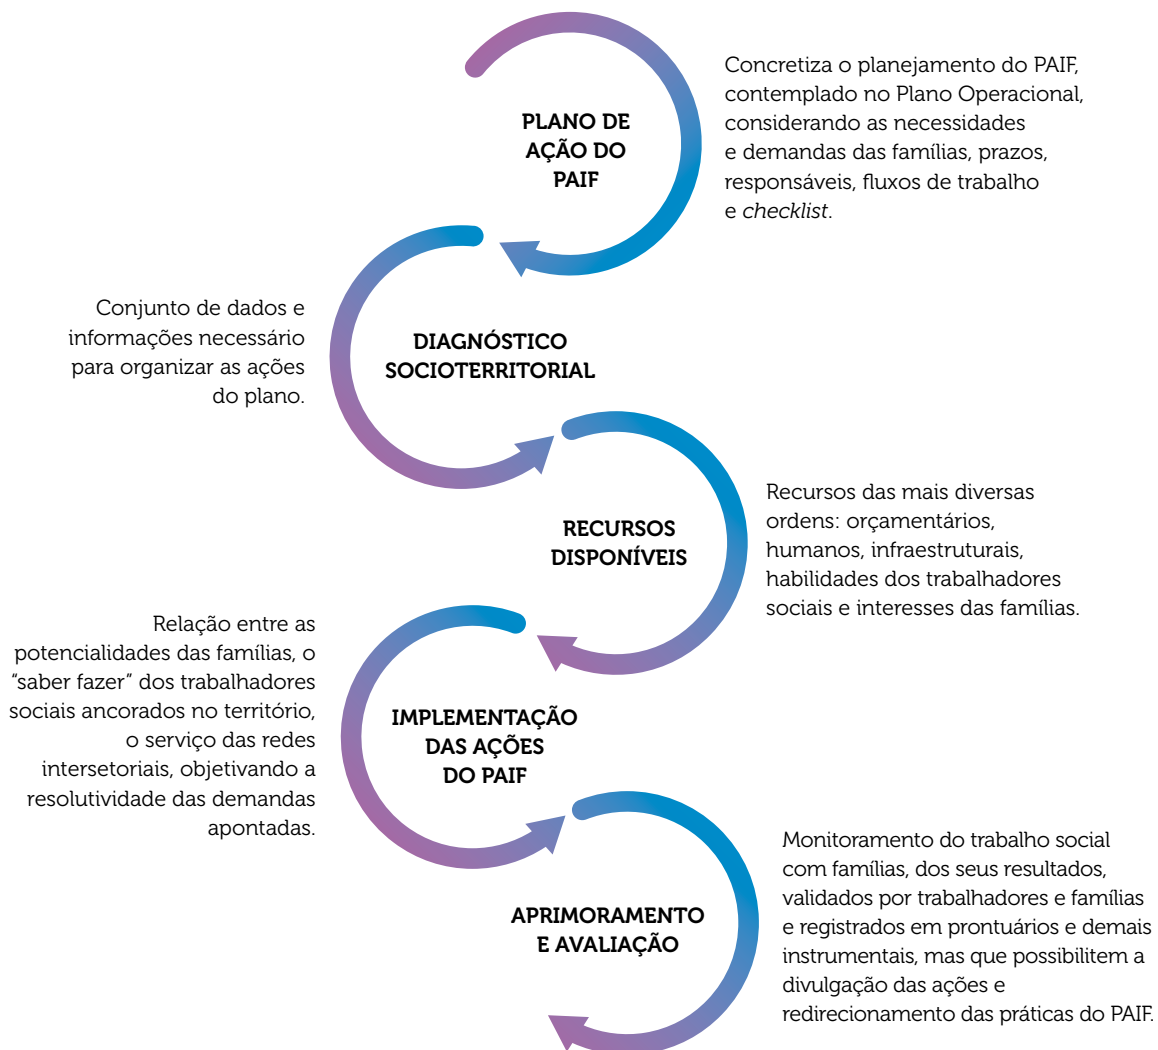 PLANO DE
AÇÃO DO
PAIF
Concretiza o planejamento do PAIF,
contemplado no Plano Operacional,
considerando as necessidades
e demandas das famílias, prazos,
responsáveis, fluxos de trabalho
e checklist.
Conjunto de dados e
informações necessário
para organizar as ações
do plano.
DIAGNÓSTICO
SOCIOTERRITORIAL
RECURSOS
DISPONÍVEIS
Recursos das mais diversas
ordens: orçamentários,
humanos, infraestruturais,
habilidades dos trabalhadores
sociais e interesses das famílias.
Relação entre as
potencialidades das famílias, o
“saber fazer” dos trabalhadores
sociais ancorados no território,
o serviço das redes
intersetoriais, objetivando a
resolutividade das demandas
apontadas.
IMPLEMENTAÇÃO
DAS AÇÕES
DO PAIF
APRIMORAMENTO
E AVALIAÇÃO
Monitoramento do trabalho social
com famílias, dos seus resultados,
validados por trabalhadores e famílias
e registrados em prontuários e demais
instrumentais, mas que possibilitem a
divulgação das ações e
redirecionamento das práticas do PAIF.